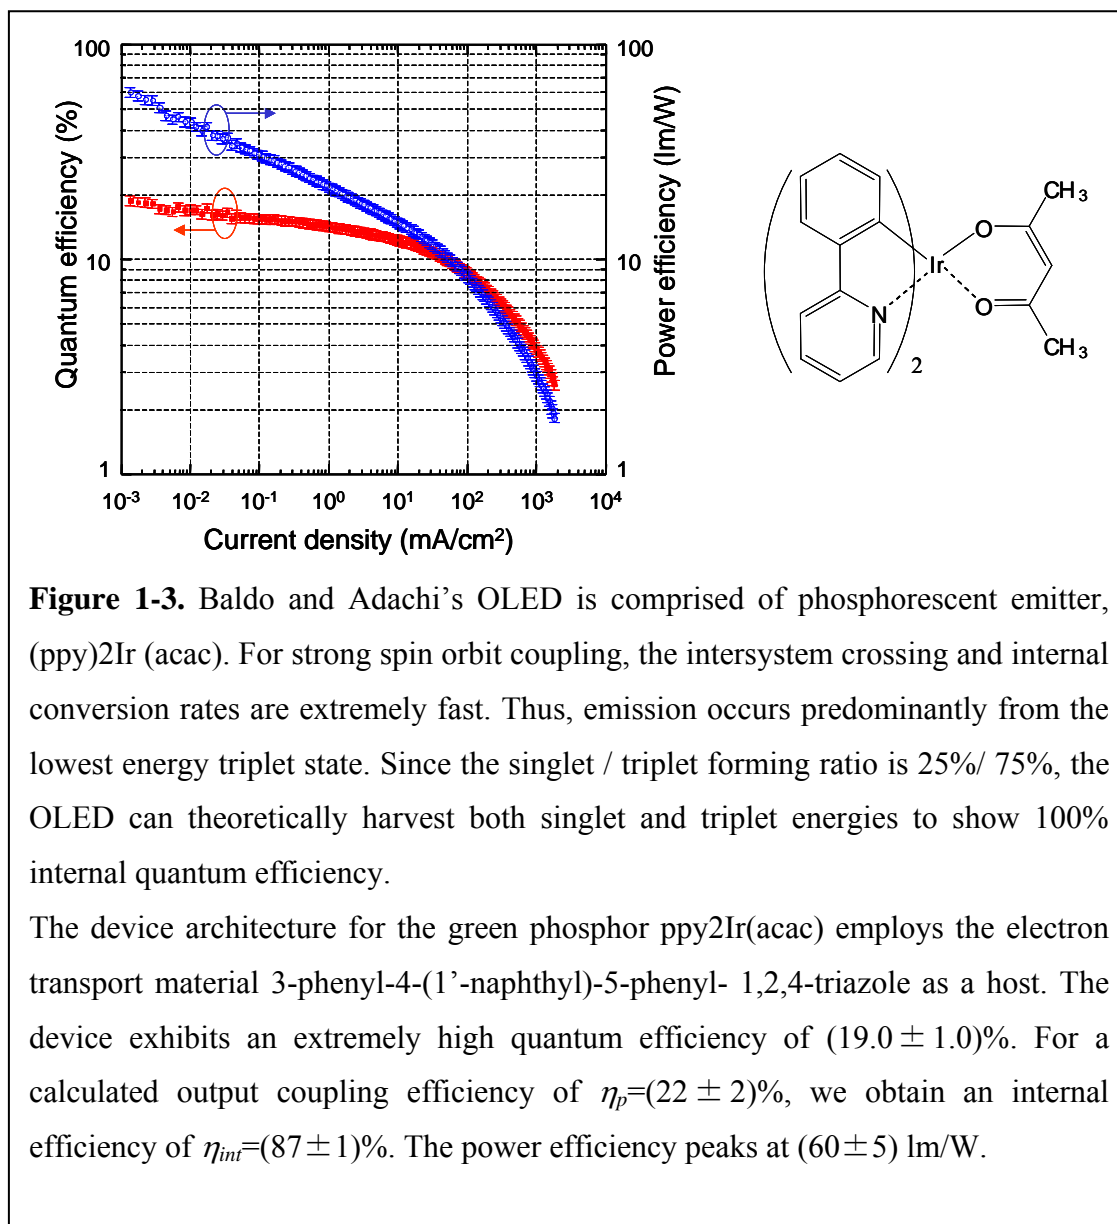 100
10
1
Quantum efficiency (%)
100
10
1
Power efficiency (lm/W)
10-3 10-2 10-1 100 101 102 103 104
Current density (mA/cm2)
CH3
O
Ir
N
O
CH3
2
Figure 1-3. Baldo and Adachi’s OLED is comprised of phosphorescent emitter,
(ppy)2Ir (acac). For strong spin orbit coupling, the intersystem crossing and internal
conversion rates are extremely fast. Thus, emission occurs predominantly from the
lowest energy triplet state. Since the singlet / triplet forming ratio is 25%/ 75%, the
OLED can theoretically harvest both singlet and triplet energies to show 100%
internal quantum efficiency.
The device architecture for the green phosphor ppy2Ir(acac) employs the electron
transport material 3-phenyl-4-(1’-naphthyl)-5-phenyl- 1,2,4-triazole as a host. The
device exhibits an extremely high quantum efficiency of (19.0 ± 1.0)%. For a
calculated output coupling efficiency of ηp=(22 ± 2)%, we obtain an internal
efficiency of ηint=(87±1)%. The power efficiency peaks at (60±5) lm/W.